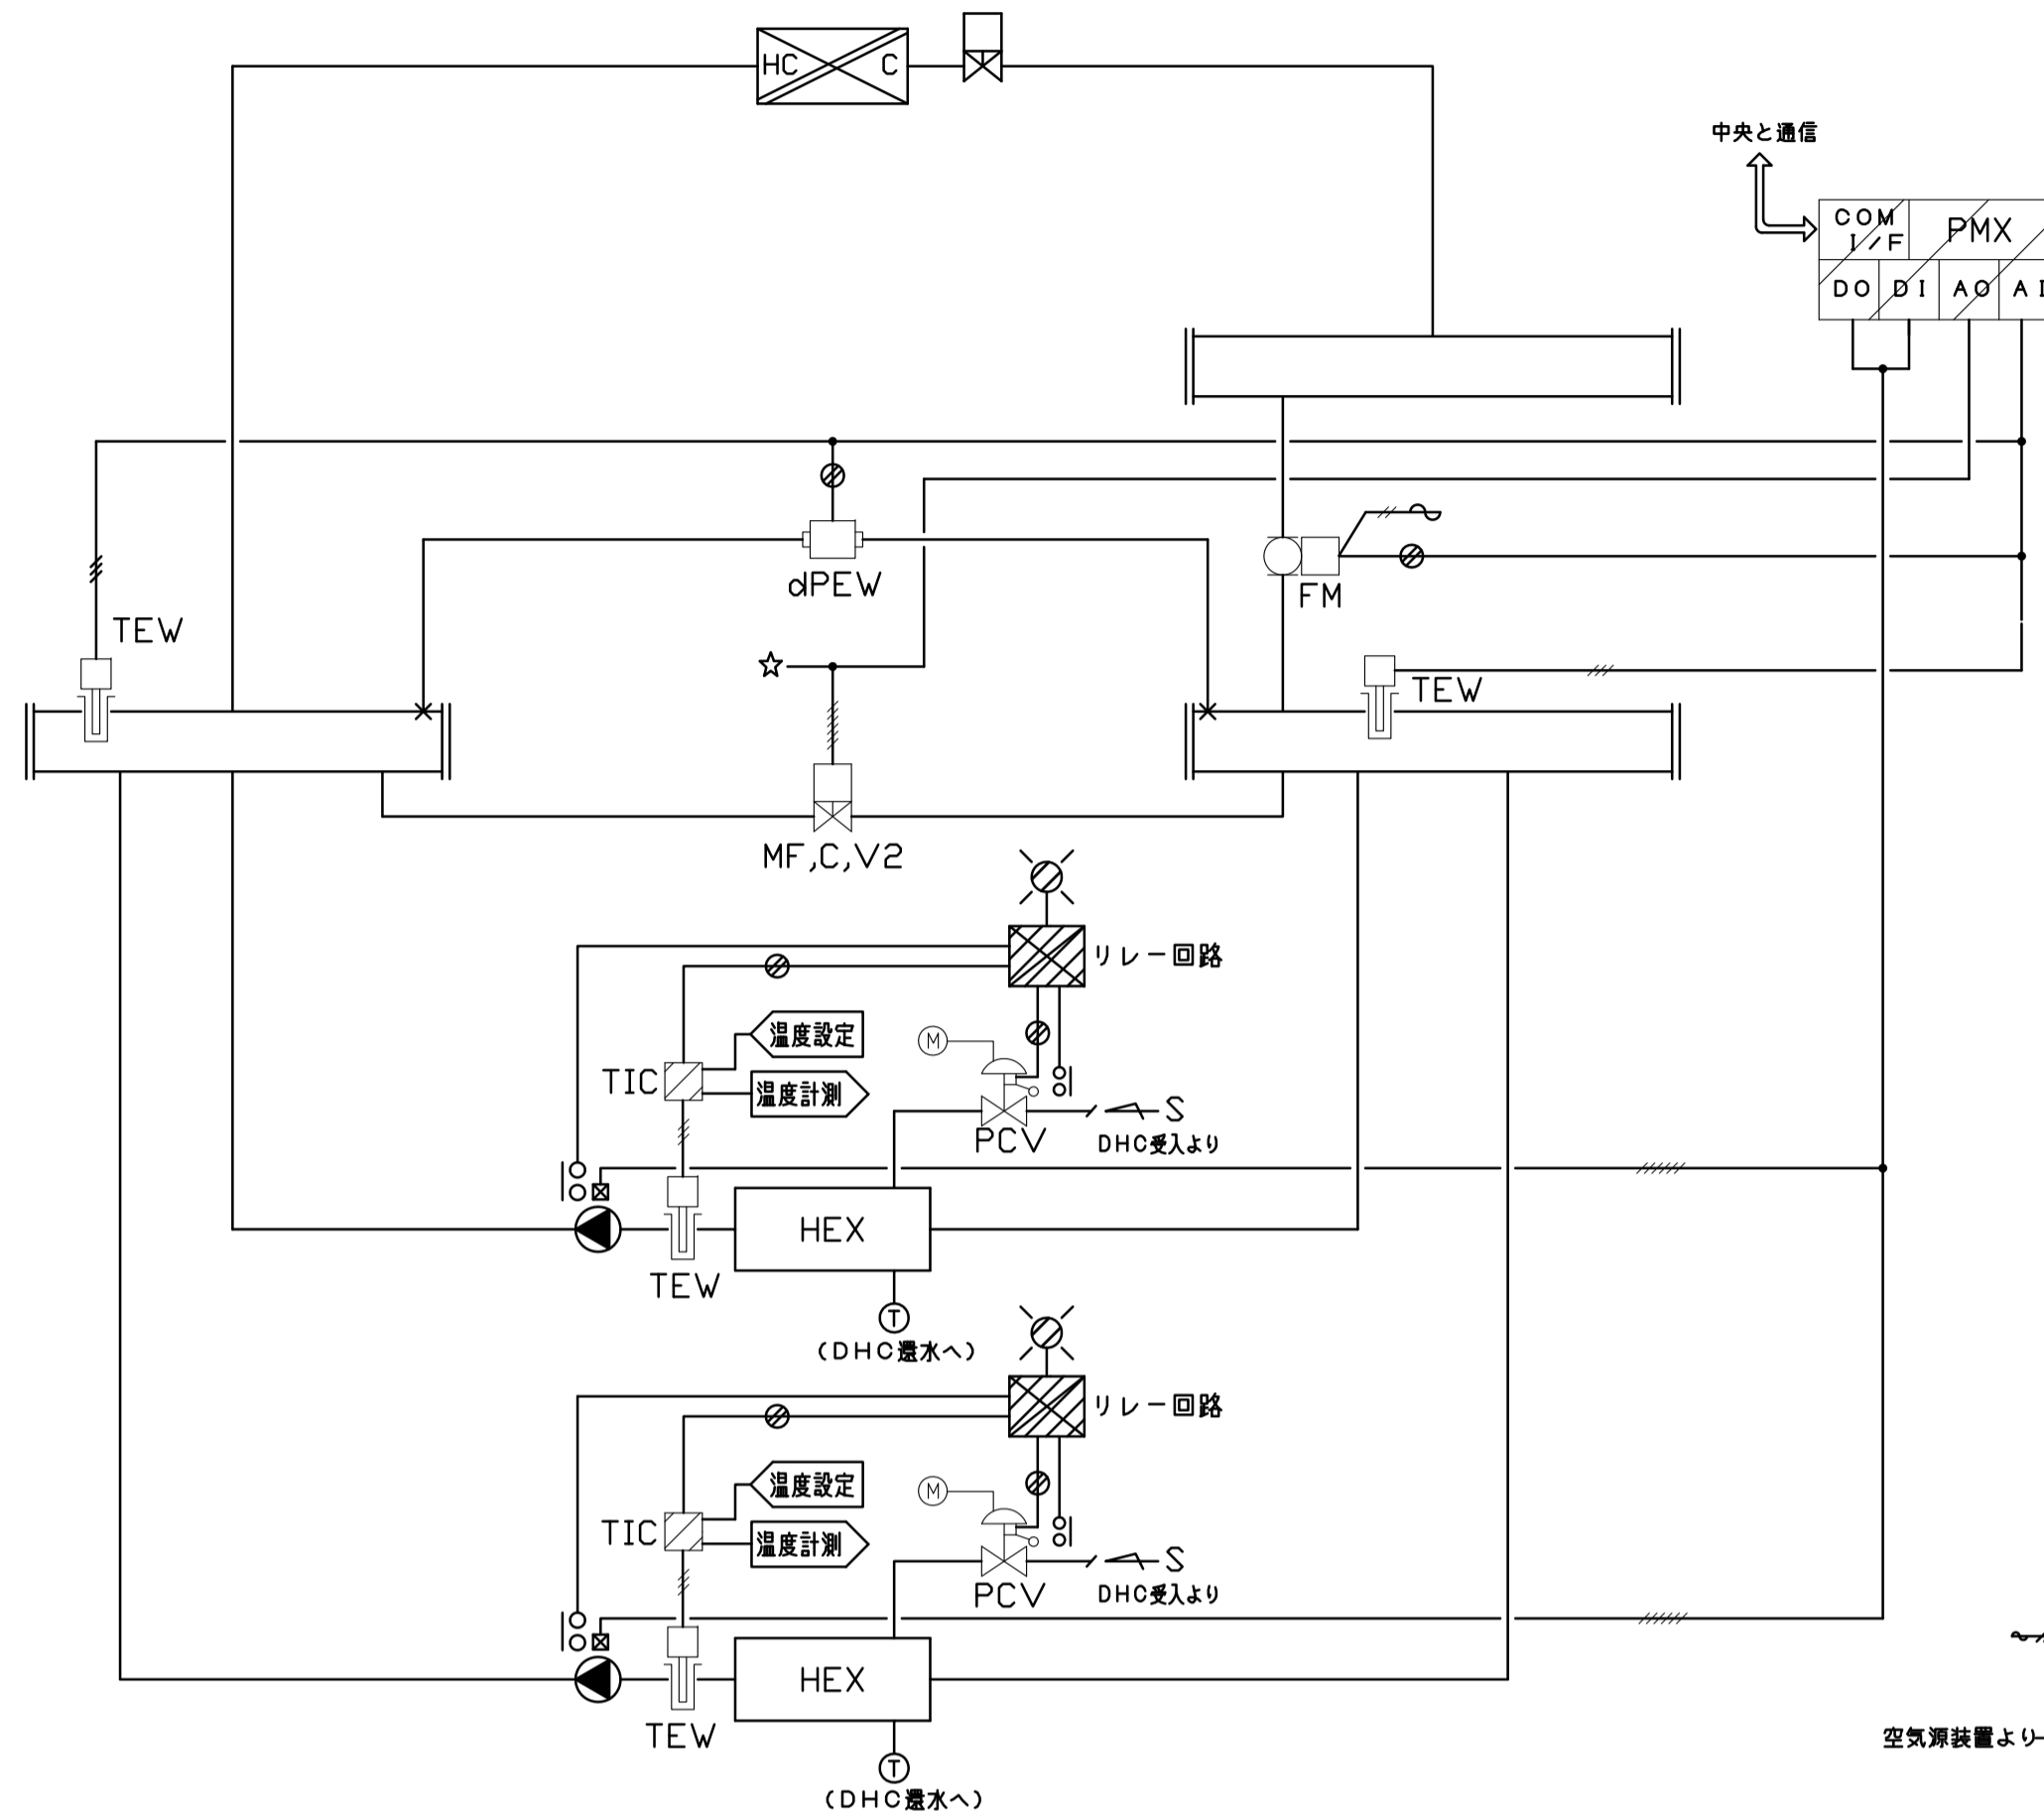 HC C
中央と通信
COM PMX
I/F
DO DI AO AI
dPEW
FM
TEW
TEW
☆
MF,C,V2
リレー回路
温度設定
M
TIC
温度計測
S
PCV
DHC受入より
HEX
TEW
T
(DHC還水へ)
リレー回路
温度設定
M
TIC
温度計測
S
PCV
DHC受入より
HEX
TEW
空気源装置より
T
(DHC還水へ)